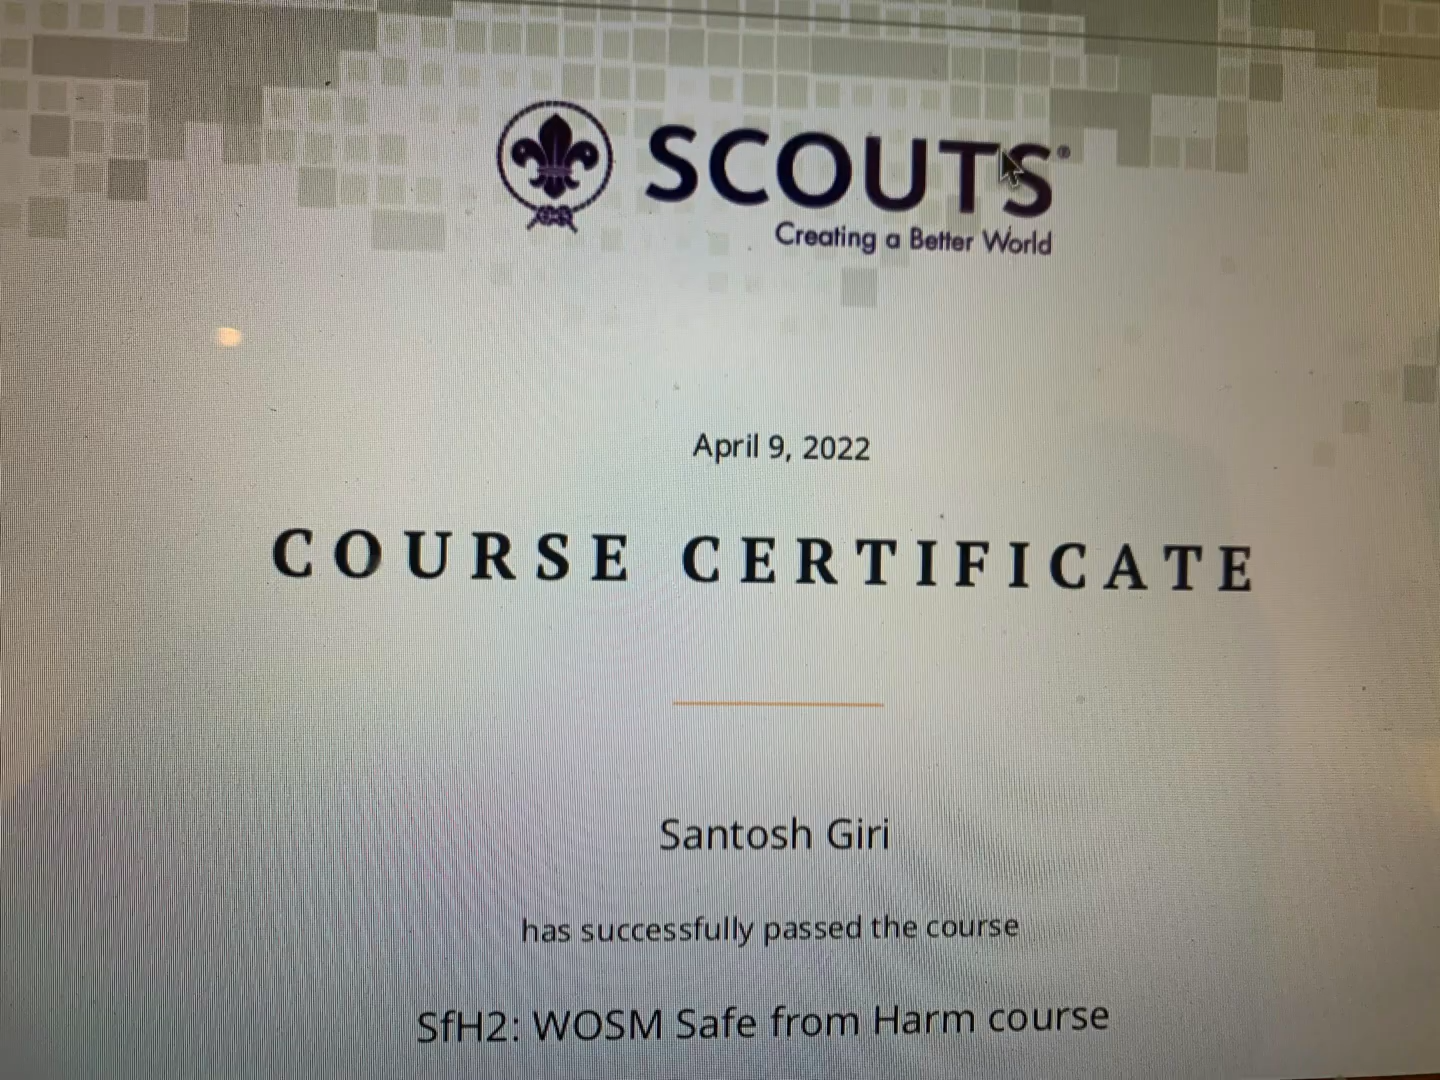 SCOUTS®
Creating a Better World
April 9, 2022
COURSE CERTIFICATE
Santosh Giri
has successfully passed the course
SfH2: WOSM Safe from Harm course